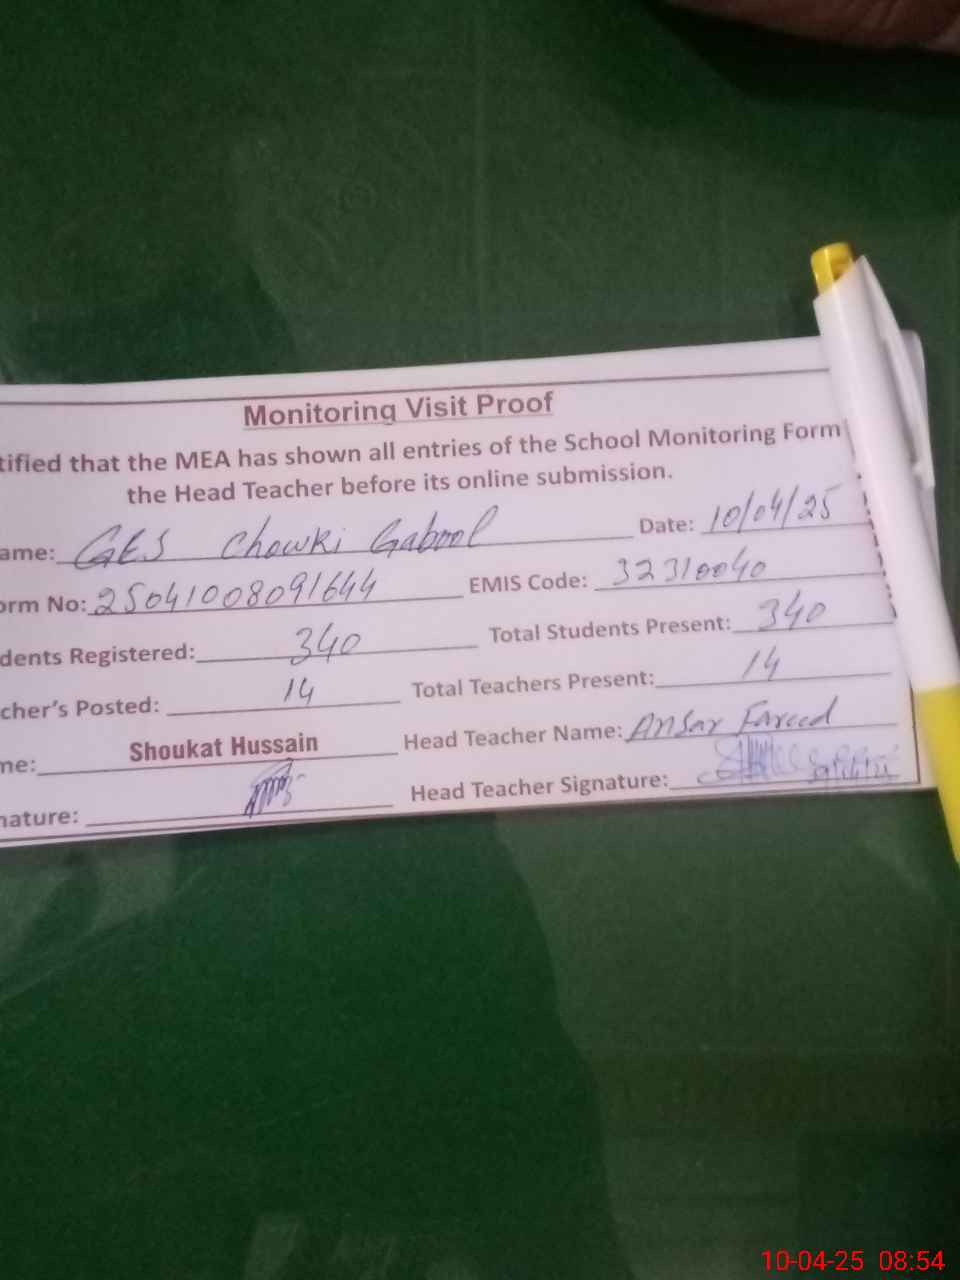 Monitoring Visit Proof
tified that the MEA has shown all entries of the School Monitoring Form
the Head Teacher before its online submission.
ame: GES Chowki Gabool Date: 10/04/25
orm No: 25041008091644 EMIS Code: 32310040
dents Registered: 340 Total Students Present: 340
cher's Posted: 14 Total Teachers Present: 14
me: Shoukat Hussain Head Teacher Name: Ansar Fareed
nature: Head Teacher Signature:
10-04-25 08:54